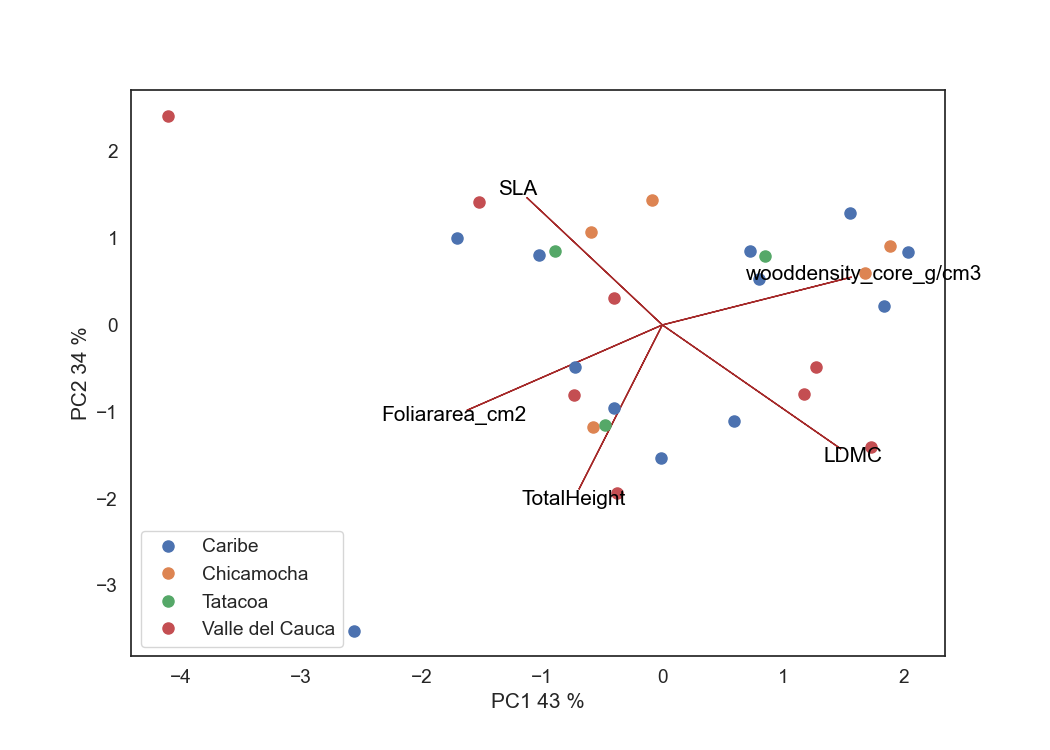 2
1
0
−1
−2
−3
PC2 34 %
SLA
wooddensity_core_g/cm3
Foliararea_cm2
LDMC
TotalHeight
Caribe
Chicamocha
Tatacoa
Valle del Cauca
−4 −3 −2 −1 0 1 2
PC1 43 %